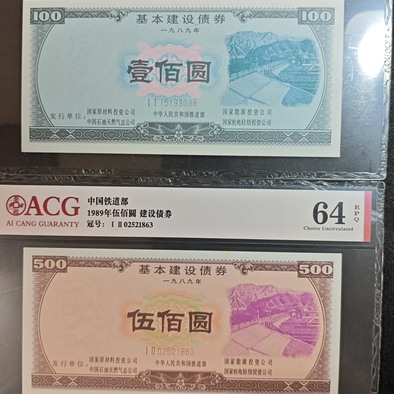 100 基本建设债券 100
一九八九年
壹佰圆
I I 15193038
发行单位:
国家原材料投资公司 国家能源投资公司
中国石油天然气总公司 中华人民共和国铁道部 国家机电轻纺投资公司
ACG
AI CANG GUARANTY
中国铁道部
1989年伍佰圆 建设债券
冠号: I II 02521863
64 EPQ
Choice Uncirculated
500 基本建设债券 500
一九八九年
伍佰圆
I II 02521863
发行单位:
国家原材料投资公司 国家能源投资公司
中国石油天然气总公司 中华人民共和国铁道部 国家机电轻纺投资公司